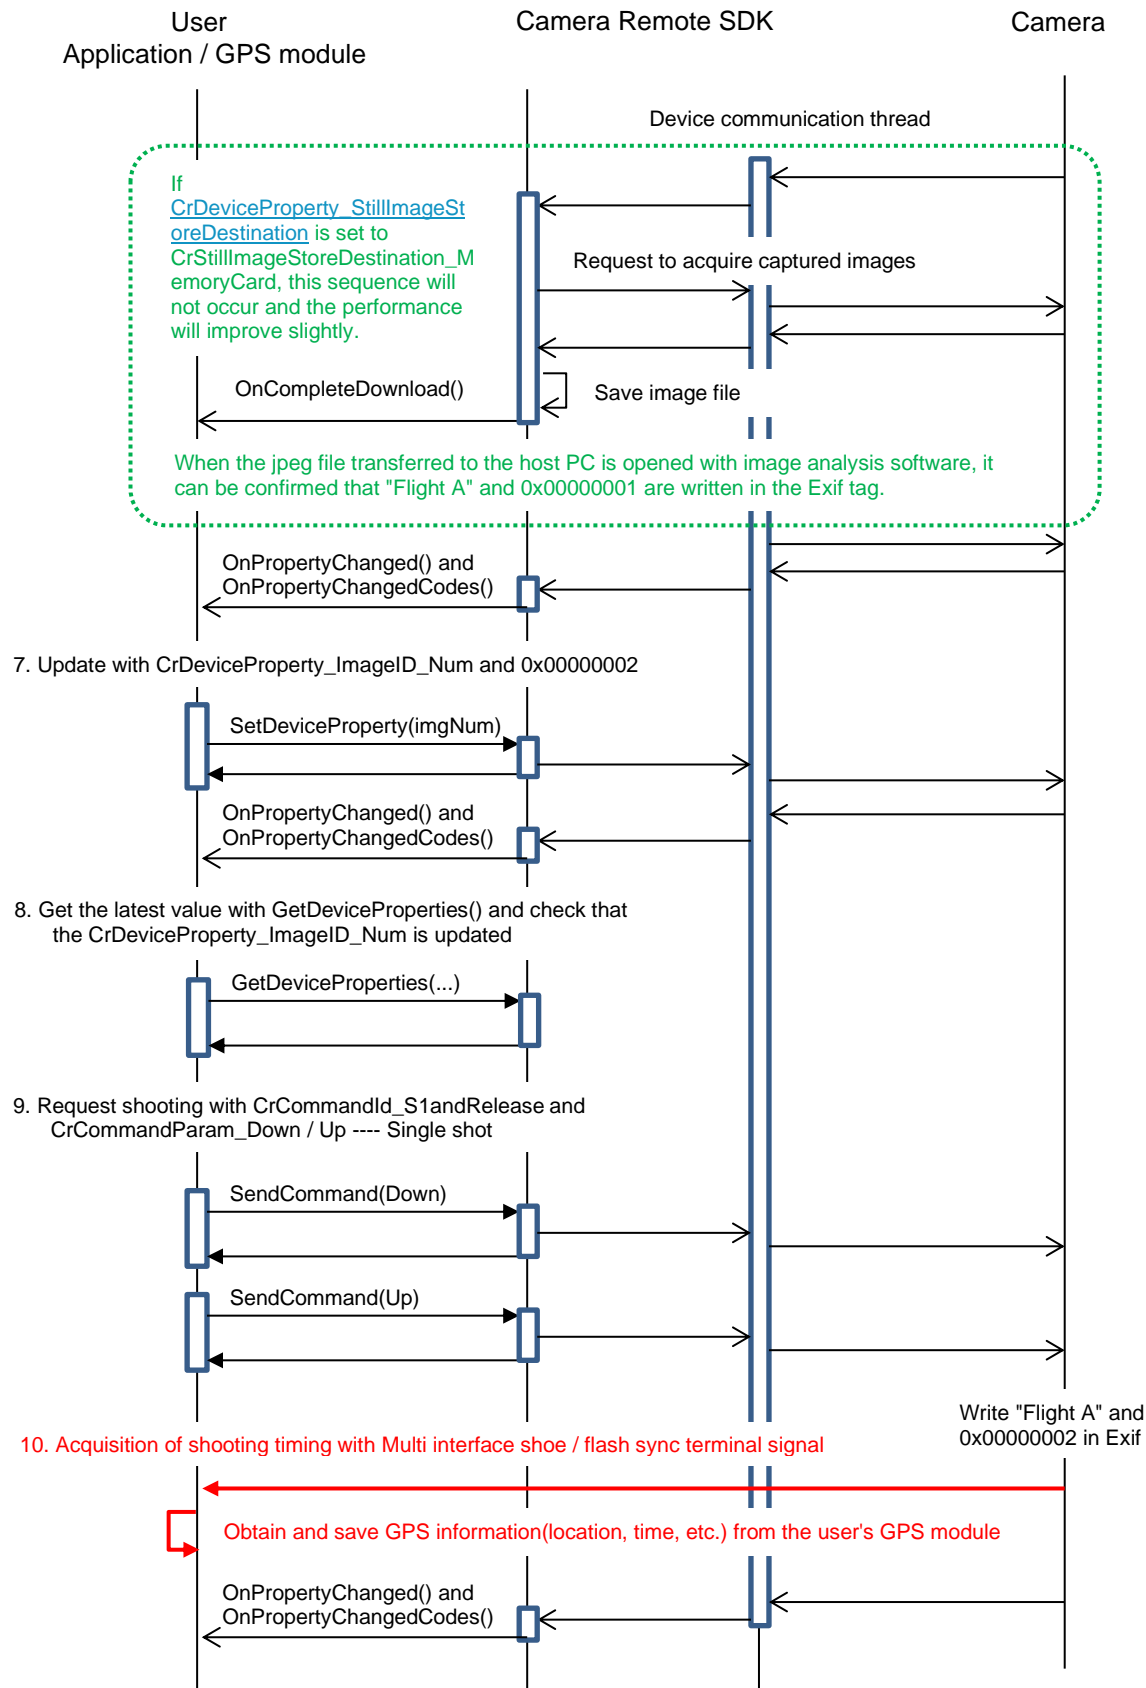 User
Application / GPS module
Camera Remote SDK
Camera
Device communication thread
If
CrDeviceProperty_StillImageSt
oreDestination is set to
CrStillImageStoreDestination_M
emoryCard, this sequence will
not occur and the performance
will improve slightly.
Request to acquire captured images
OnCompleteDownload()
Save image file
When the jpeg file transferred to the host PC is opened with image analysis software, it
can be confirmed that "Flight A" and 0x00000001 are written in the Exif tag.
OnPropertyChanged() and
OnPropertyChangedCodes()
7. Update with CrDeviceProperty_ImageID_Num and 0x00000002
SetDeviceProperty(imgNum)
OnPropertyChanged() and
OnPropertyChangedCodes()
8. Get the latest value with GetDeviceProperties() and check that
the CrDeviceProperty_ImageID_Num is updated
GetDeviceProperties(...)
9. Request shooting with CrCommandId_S1andRelease and
CrCommandParam_Down / Up ---- Single shot
SendCommand(Down)
SendCommand(Up)
Write "Flight A" and
0x00000002 in Exif
10. Acquisition of shooting timing with Multi interface shoe / flash sync terminal signal
Obtain and save GPS information(location, time, etc.) from the user's GPS module
OnPropertyChanged() and
OnPropertyChangedCodes()